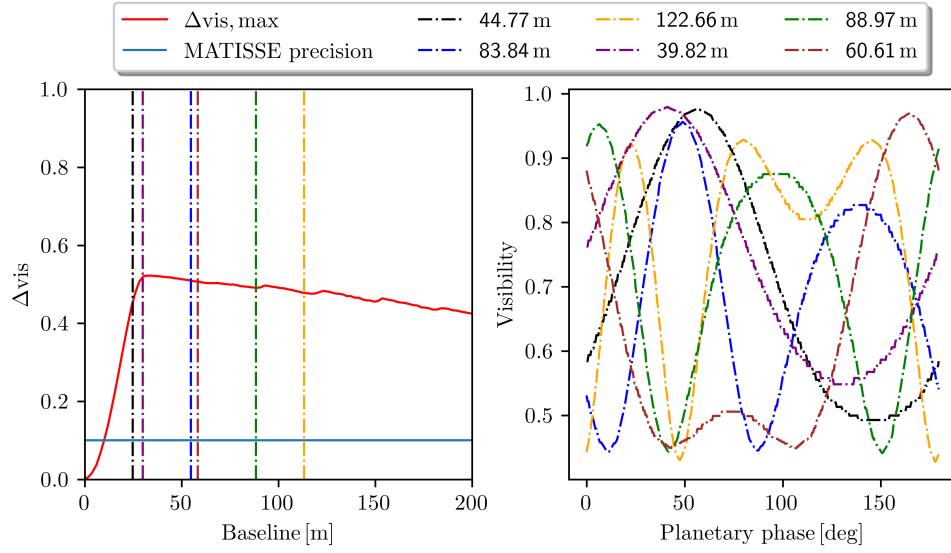 Δvis, max 44.77 m 122.66 m 88.97 m
MATISSE precision 83.84 m 39.82 m 60.61 m
1.0
0.8
0.6
0.4
0.2
0.0
Δvis
0 50 100 150 200
Baseline [m]
1.0
0.9
0.8
0.7
0.6
0.5
Visibility
0 50 100 150
Planetary phase [deg]